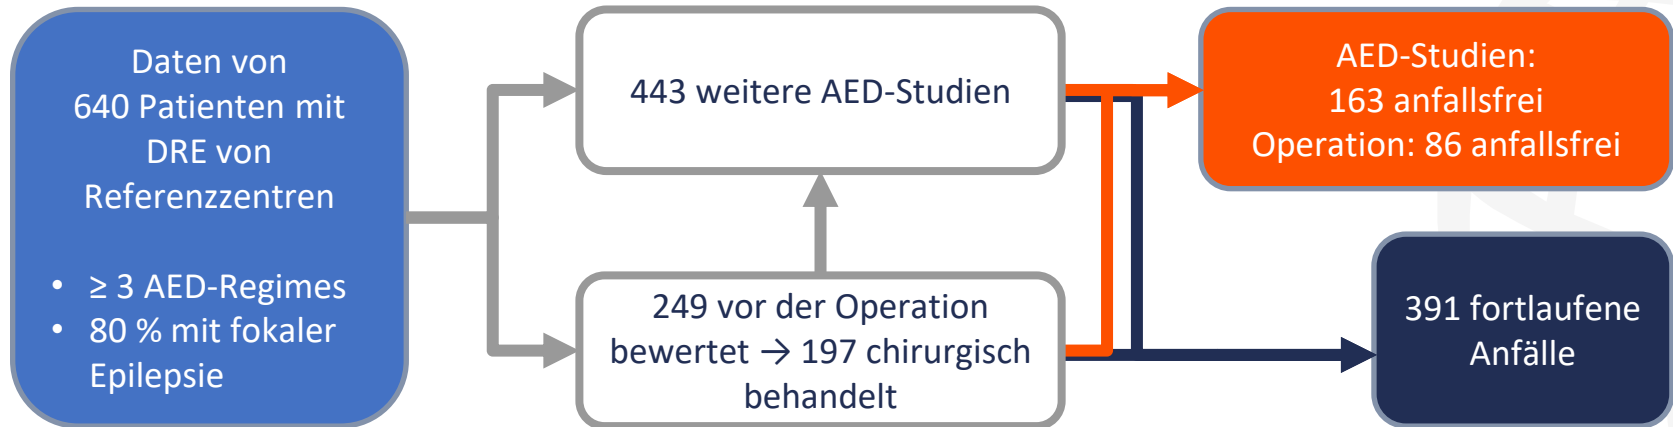 Daten von
640 Patienten mit
DRE von
Referenzzentren
• ≥ 3 AED-Regimes
• 80 % mit fokaler
Epilepsie
443 weitere AED-Studien
249 vor der Operation
bewertet → 197 chirurgisch
behandelt
AED-Studien:
163 anfallsfrei
Operation: 86 anfallsfrei
391 fortlaufene
Anfälle